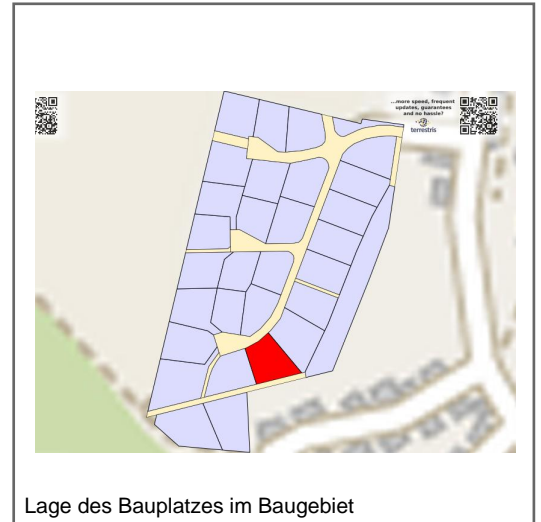 ...more speed, frequent
updates, guarantees
and no hassle?
terrestris
Lage des Bauplatzes im Baugebiet